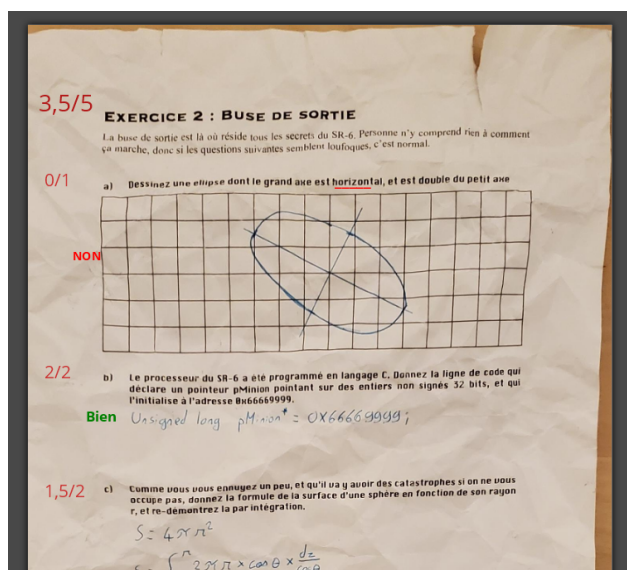 3,5/5
EXERCICE 2 : BUSE DE SORTIE
La buse de sortie est là où réside tous les secrets du SR-6. Personne n'y comprend rien à comment
ça marche, donc si les questions suivantes semblent loufoques, c'est normal.
0/1
a) Dessinez une ellipse dont le grand axe est horizontal, et est double du petit axe
NON
2/2
b) Le processeur du SR-6 a été programmé en langage C. Donnez la ligne de code qui
déclare un pointeur pMinion pointant sur des entiers non signés 32 bits, et qui
l'initialise à l'adresse 0x66669999.
Bien
Unsigned long pMinion* = 0X66669999;
1,5/2
c) Comme vous vous ennuyez un peu, et qu'il va y avoir des catastrophes si on ne vous
occupe pas, donnez la formule de la surface d'une sphère en fonction de son rayon
r, et re-démontrez la par intégration.
S = 4πr²
2πr × cos θ × dz